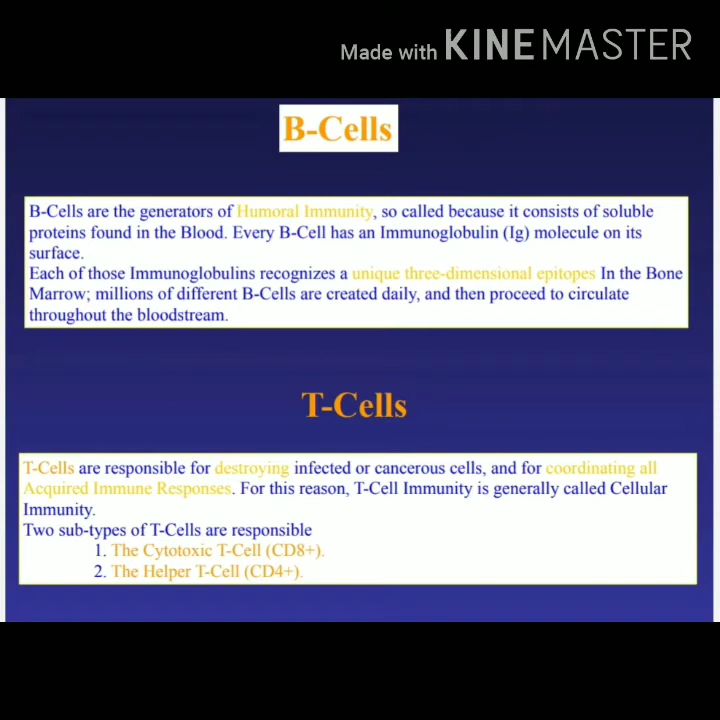 Made with KINEMASTER
B-Cells
B-Cells are the generators of Humoral Immunity, so called because it consists of soluble
proteins found in the Blood. Every B-Cell has an Immunoglobulin (Ig) molecule on its
surface.
Each of those Immunoglobulins recognizes a unique three-dimensional epitopes In the Bone
Marrow; millions of different B-Cells are created daily, and then proceed to circulate
throughout the bloodstream.
T-Cells
T-Cells are responsible for destroying infected or cancerous cells, and for coordinating all
Acquired Immune Responses. For this reason, T-Cell Immunity is generally called Cellular
Immunity.
Two sub-types of T-Cells are responsible
1. The Cytotoxic T-Cell (CD8+).
2. The Helper T-Cell (CD4+).